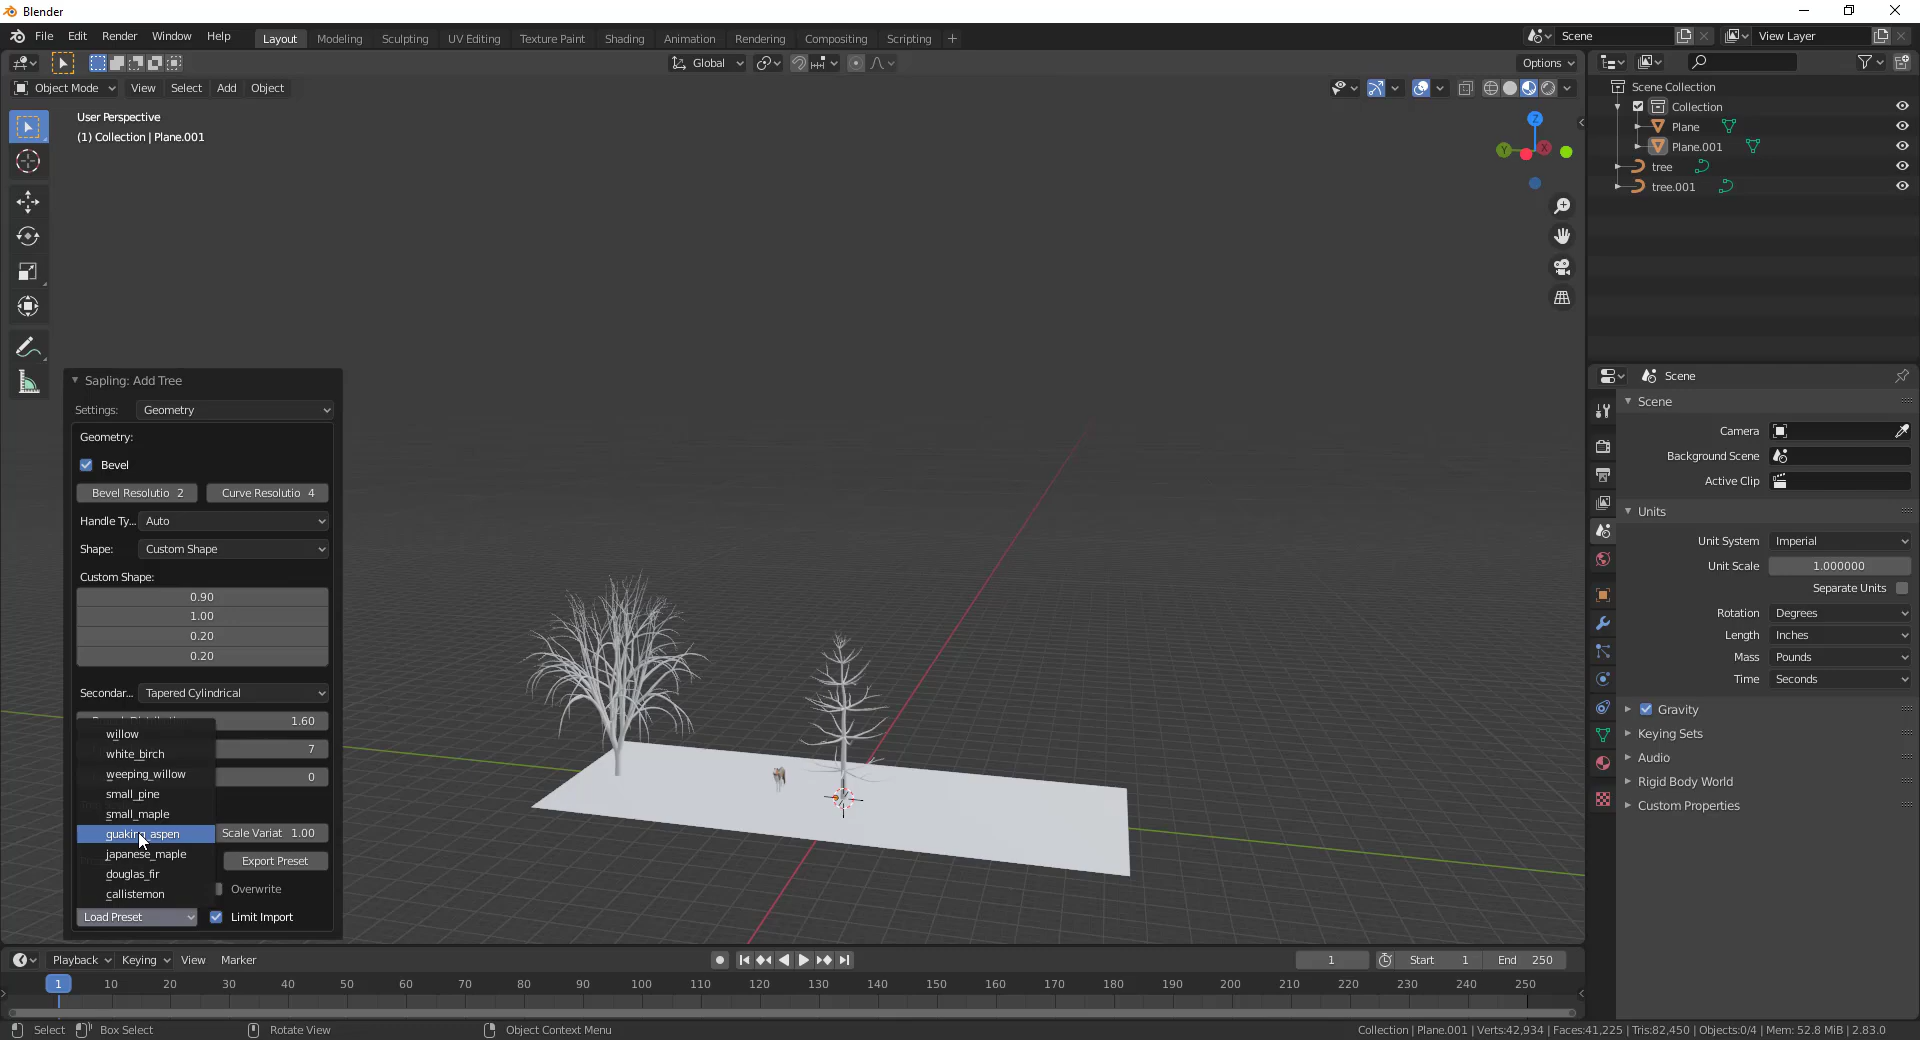 Blender
File Edit Render Window Help
Layout Modeling Sculpting UV Editing Texture Paint Shading Animation Rendering Compositing Scripting +
Scene View Layer
Global Options
Object Mode View Select Add Object
User Perspective
(1) Collection | Plane.001
Z
Y X
Scene Collection
Collection
Plane
Plane.001
tree
tree.001
Sapling: Add Tree
Settings: Geometry
Geometry:
Bevel
Bevel Resolutio 2 Curve Resolutio 4
Handle Ty... Auto
Shape: Custom Shape
Custom Shape:
0.90
1.00
0.20
0.20
Secondar... Tapered Cylindrical
1.60
willow
7
white_birch
weeping_willow
0
small_pine
small_maple
quaking_aspen Scale Variat 1.00
japanese_maple Export Preset
douglas_fir
Overwrite
callistemon
Load Preset Limit Import
Scene
Scene
Camera
Background Scene
Active Clip
Units
Unit System Imperial
Unit Scale 1.000000
Separate Units
Rotation Degrees
Length Inches
Mass Pounds
Time Seconds
Gravity
Keying Sets
Audio
Rigid Body World
Custom Properties
Playback Keying View Marker 1 Start 1 End 250
1 10 20 30 40 50 60 70 80 90 100 110 120 130 140 150 160 170 180 190 200 210 220 230 240 250
Select Box Select Rotate View Object Context Menu Collection | Plane.001 | Verts:42,934 | Faces:41,225 | Tris:82,450 | Objects:0/4 | Mem: 52.8 MiB | 2.83.0